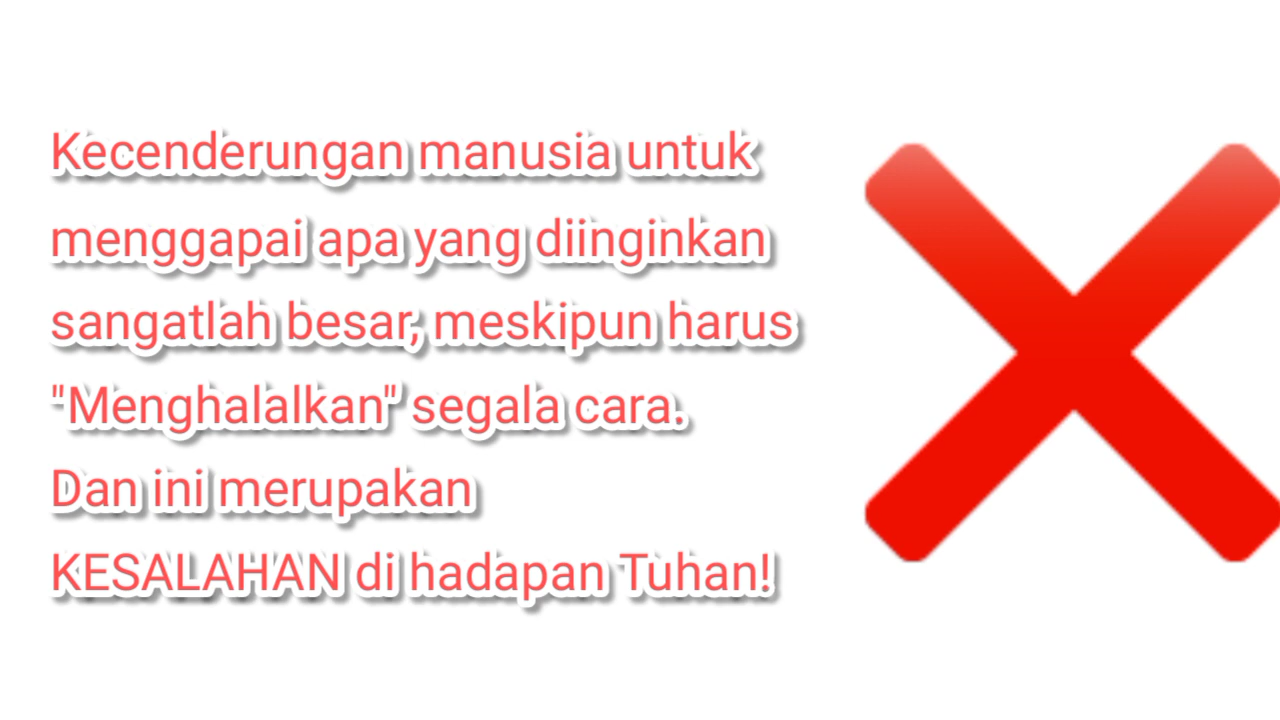 Kecenderungan manusia untuk
menggapai apa yang diinginkan
sangatlah besar, meskipun harus
"Menghalalkan" segala cara.
Dan ini merupakan
KESALAHAN di hadapan Tuhan!